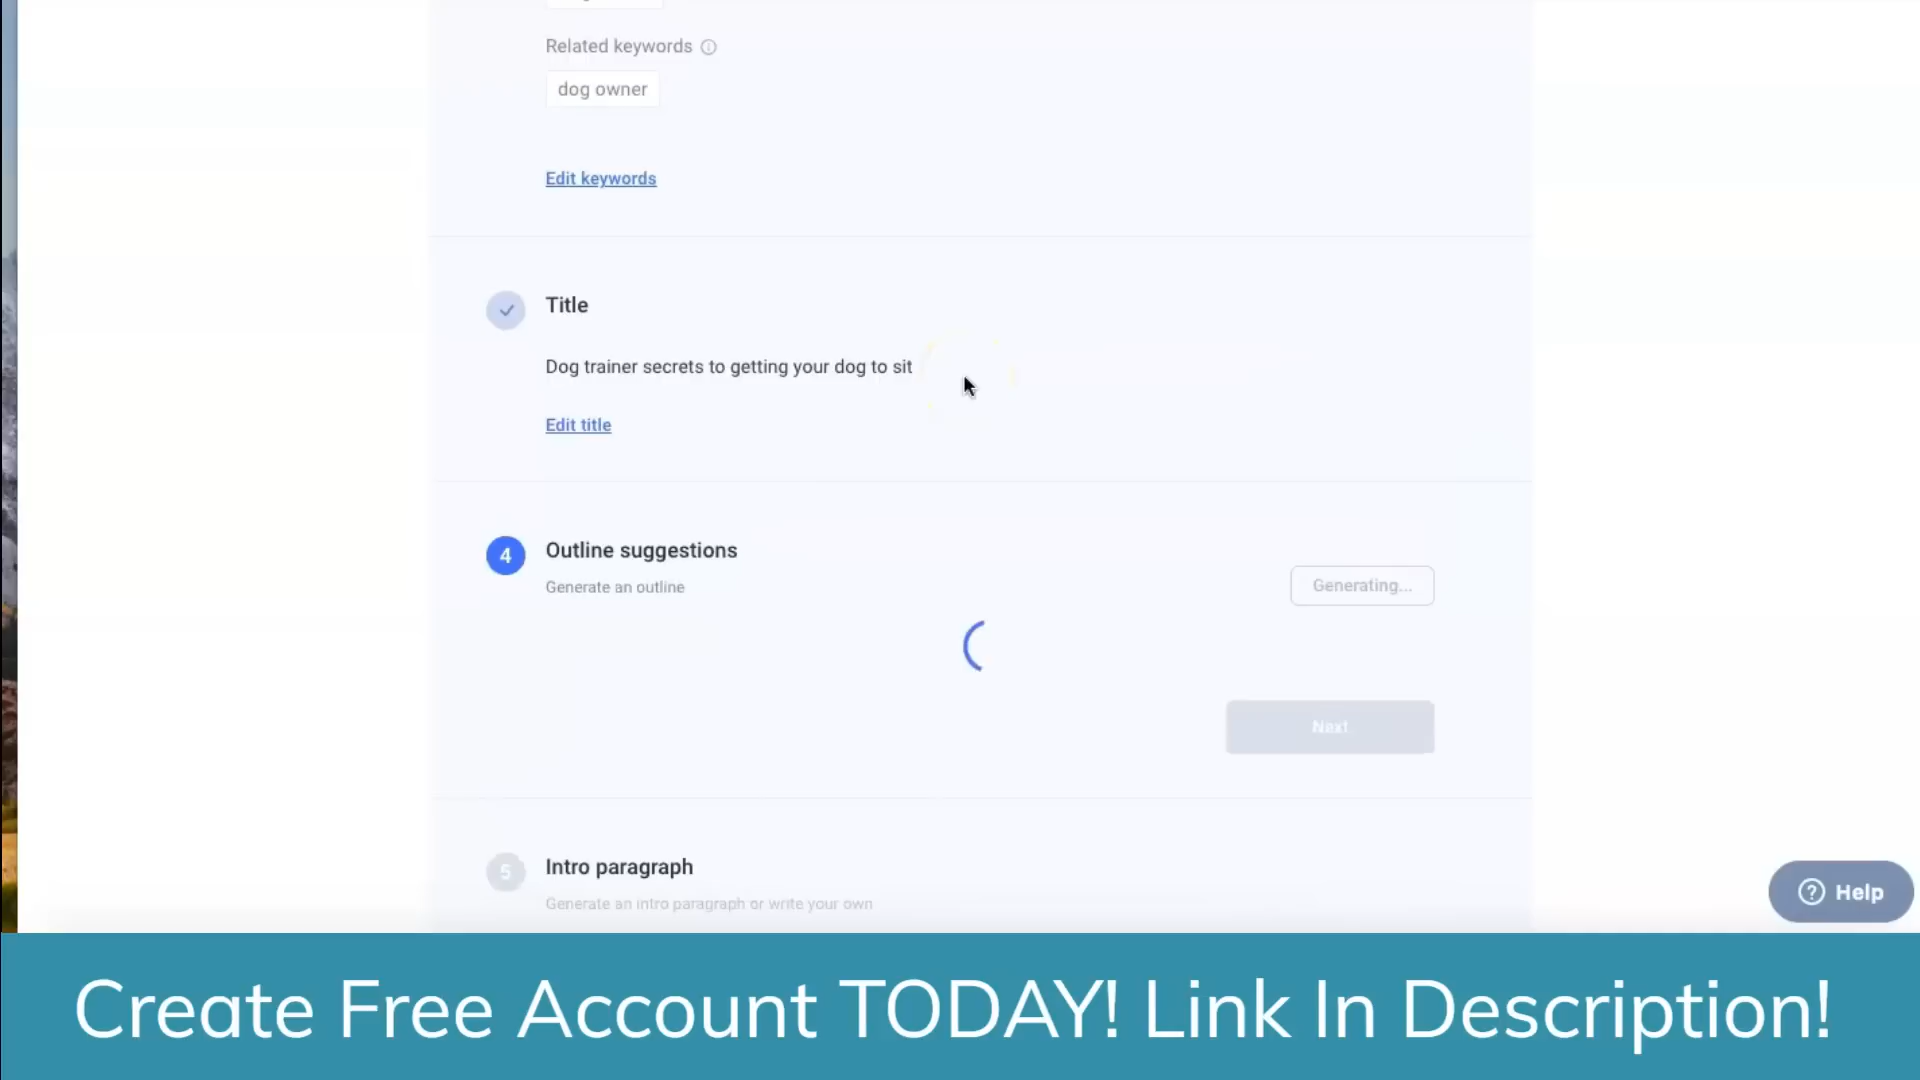 Related keywords
dog owner
Edit keywords
Title
Dog trainer secrets to getting your dog to sit
Edit title
4
Outline suggestions
Generate an outline
Generating...
Next
5
Intro paragraph
Generate an intro paragraph or write your own
Help
Create Free Account TODAY! Link In Description!